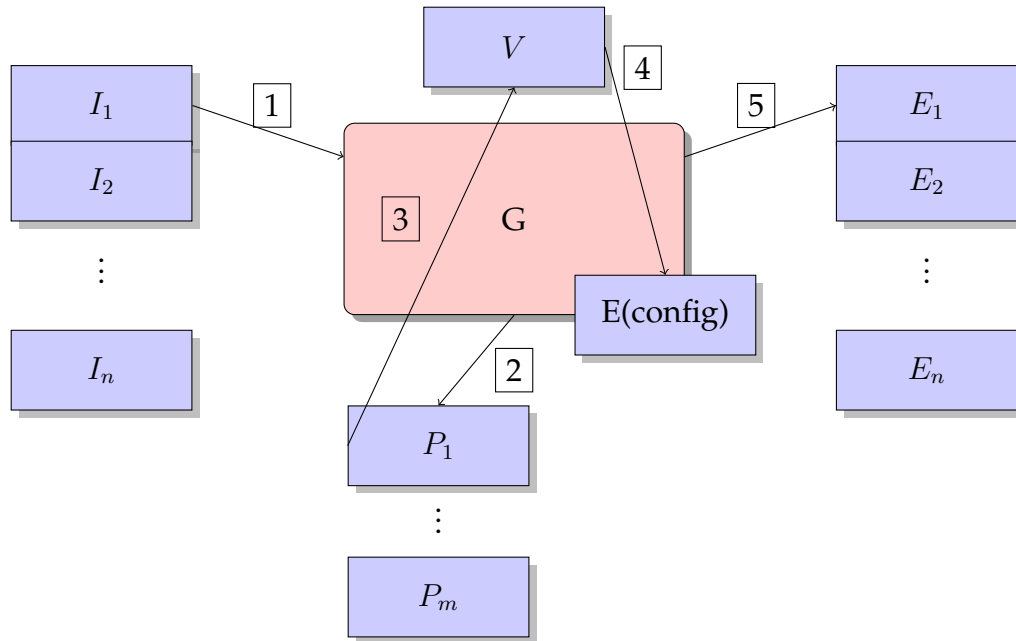 V
4
I₁
1
5
E₁
I₂
3
G
E₂
⋮
⋮
E(config)
Iₙ
2
Eₙ
P₁
⋮
Pₘ